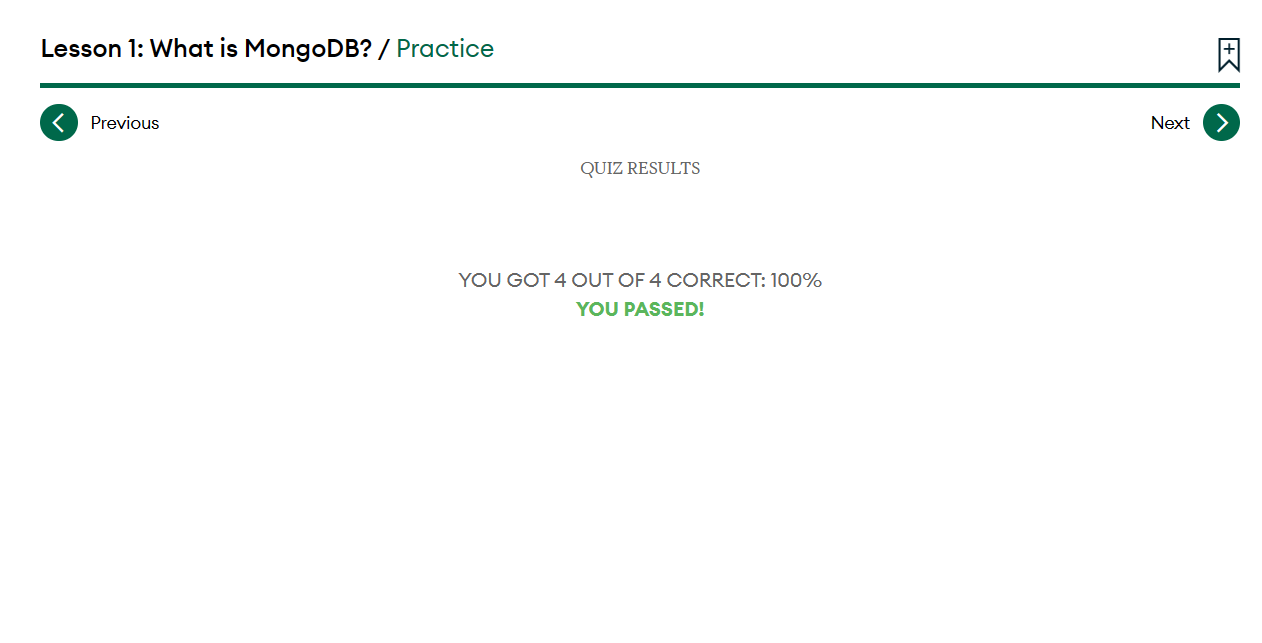 Lesson 1: What is MongoDB? / Practice
Previous
Next
QUIZ RESULTS
YOU GOT 4 OUT OF 4 CORRECT: 100%
YOU PASSED!